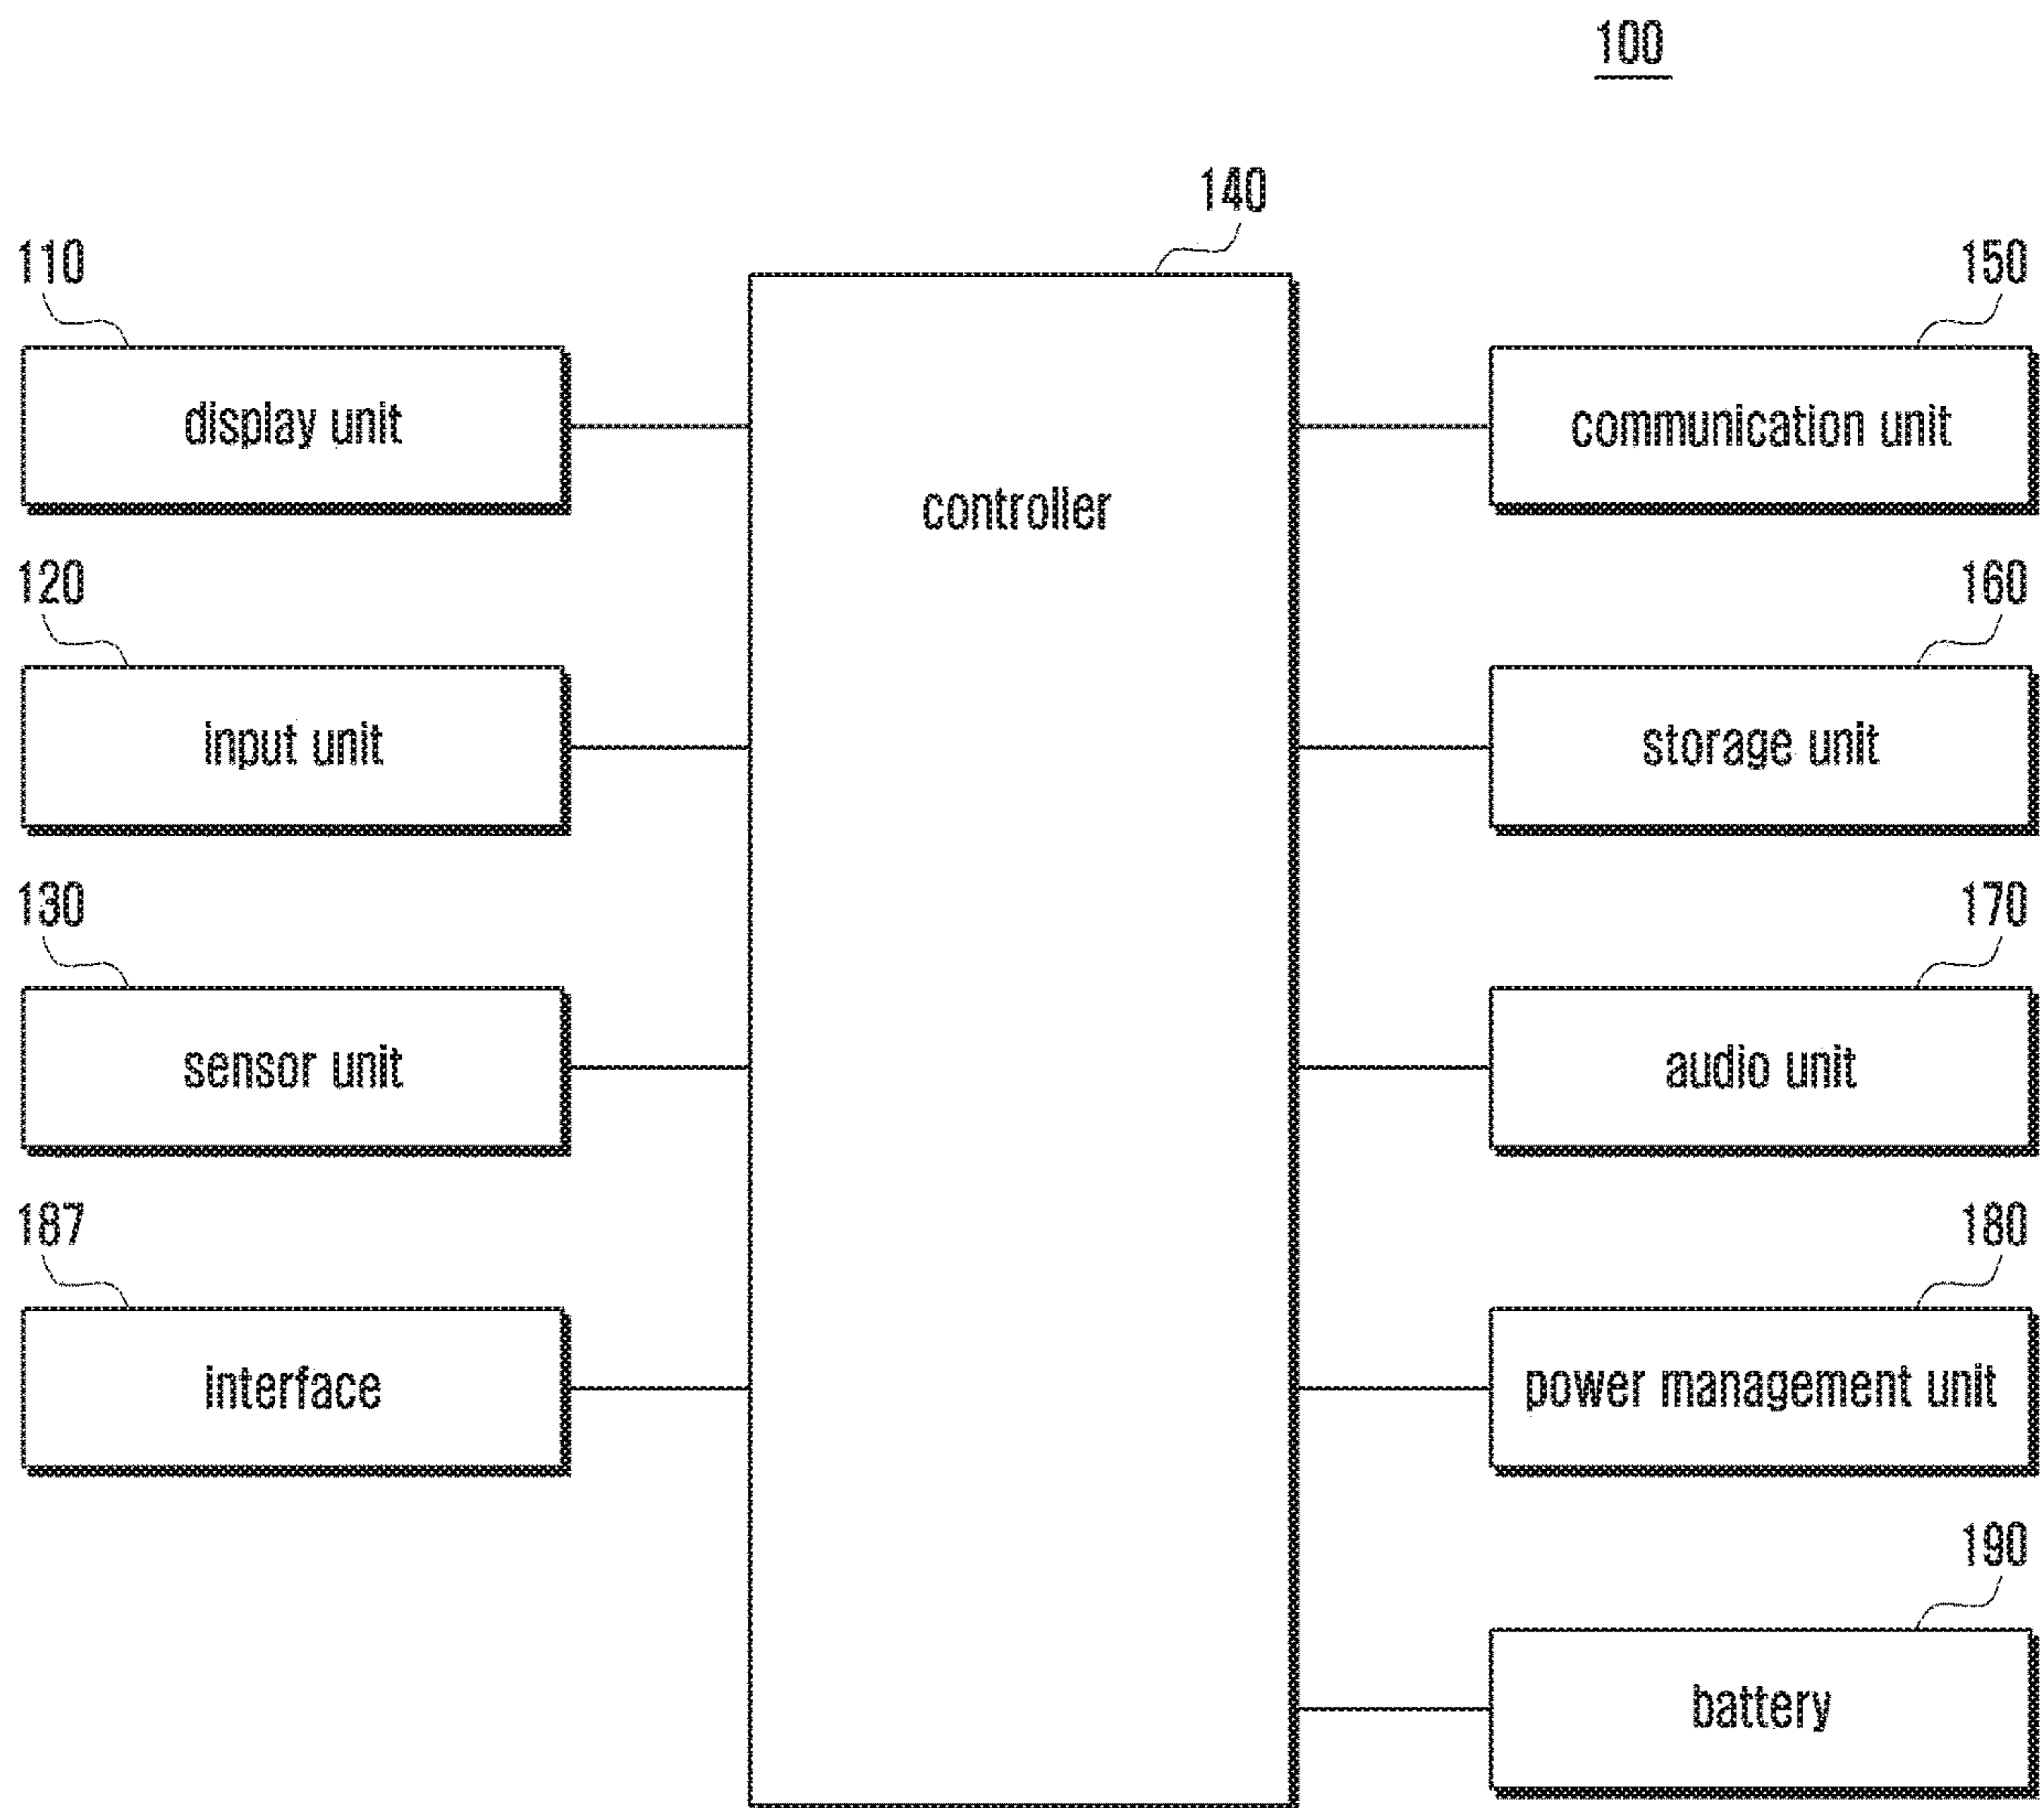 100
140
110
150
display unit
communication unit
controller
120
160
input unit
storage unit
130
170
sensor unit
audio unit
187
180
interface
power management unit
190
battery